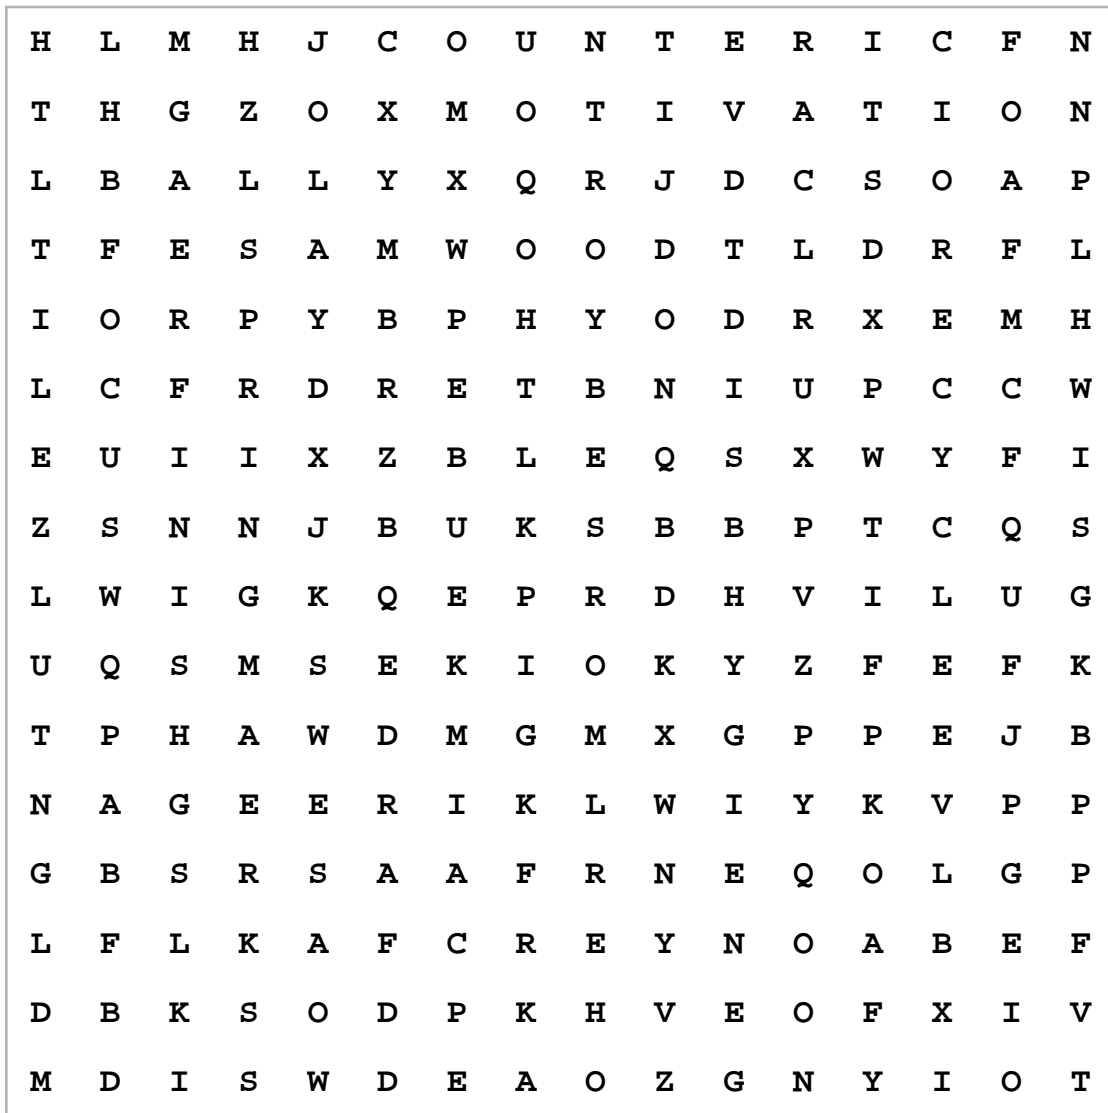 H L M H J C O U N T E R I C F N
T H G Z O X M O T I V A T I O N
L B A L L Y X Q R J D C S O A P
T F E S A M W O O D T L D R F L
I O R P Y B P H Y O D R X E M H
L C F R D R E T B N I U P C C W
E U I I X Z B L E Q S X W Y F I
Z S N N J B U K S B B P T C Q S
L W I G K Q E P R D H V I L U G
U Q S M S E K I O K Y Z F E F K
T P H A W D M G M X G P P E J B
N A G E E R I K L W I Y K V P P
G B S R S A A F R N E Q O L G P
L F L K A F C R E Y N O A B E F
D B K S O D P K H V E O F X I V
M D I S W D E A O Z G N Y I O T